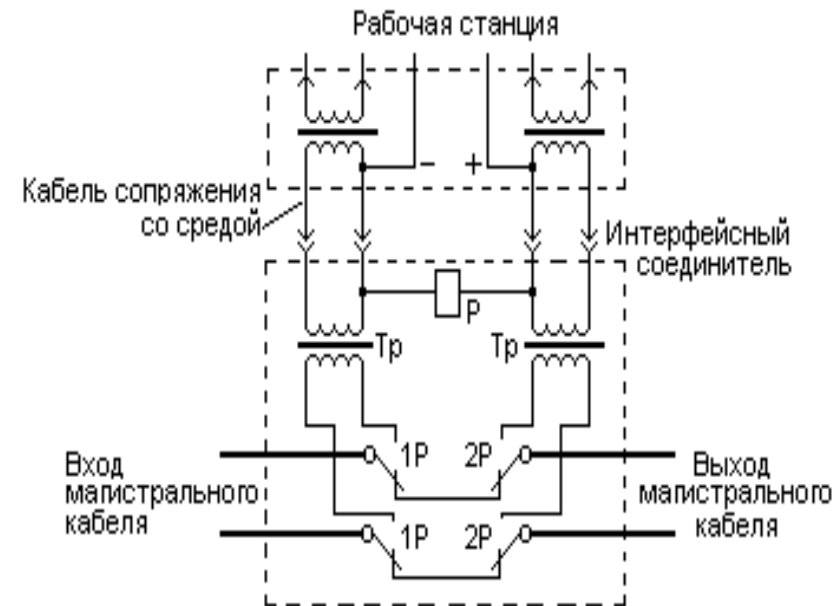 Рабочая станция
− +
Кабель сопряжения
со средой
Интерфейсный
соединитель
Р
Тр Тр
1Р 2Р
Вход
магистрального
кабеля
Выход
магистрального
кабеля
1Р 2Р